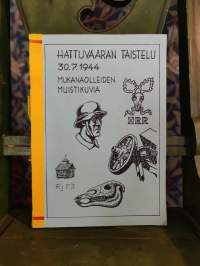 HATTUVAARAN TAISTELU
30.7.1944
MUKANAOLLEIDEN
MUISTIKUVIA